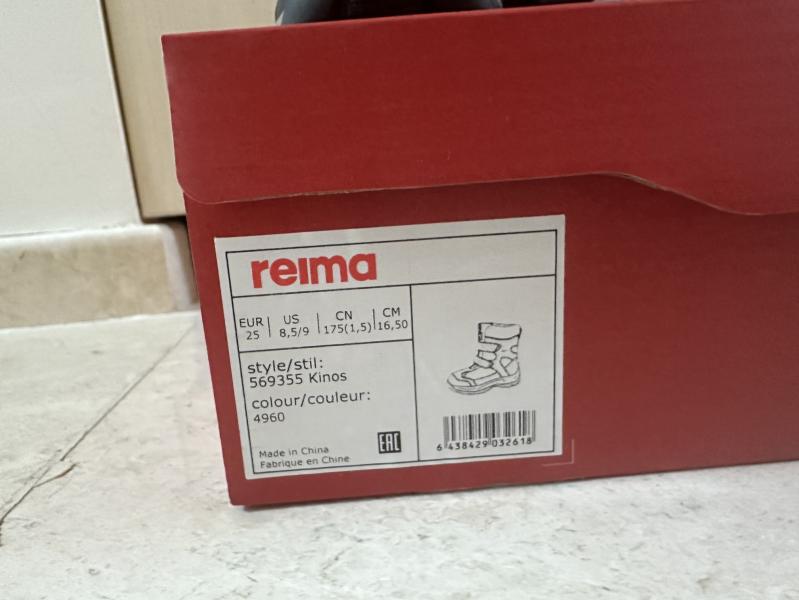 reima
EUR | US | CN | CM
25 | 8,5/9 | 175(1,5) | 16,50
style/stil:
569355 Kinos
colour/couleur:
4960
Made in China
Fabrique en Chine
EAC
6 438429 032618